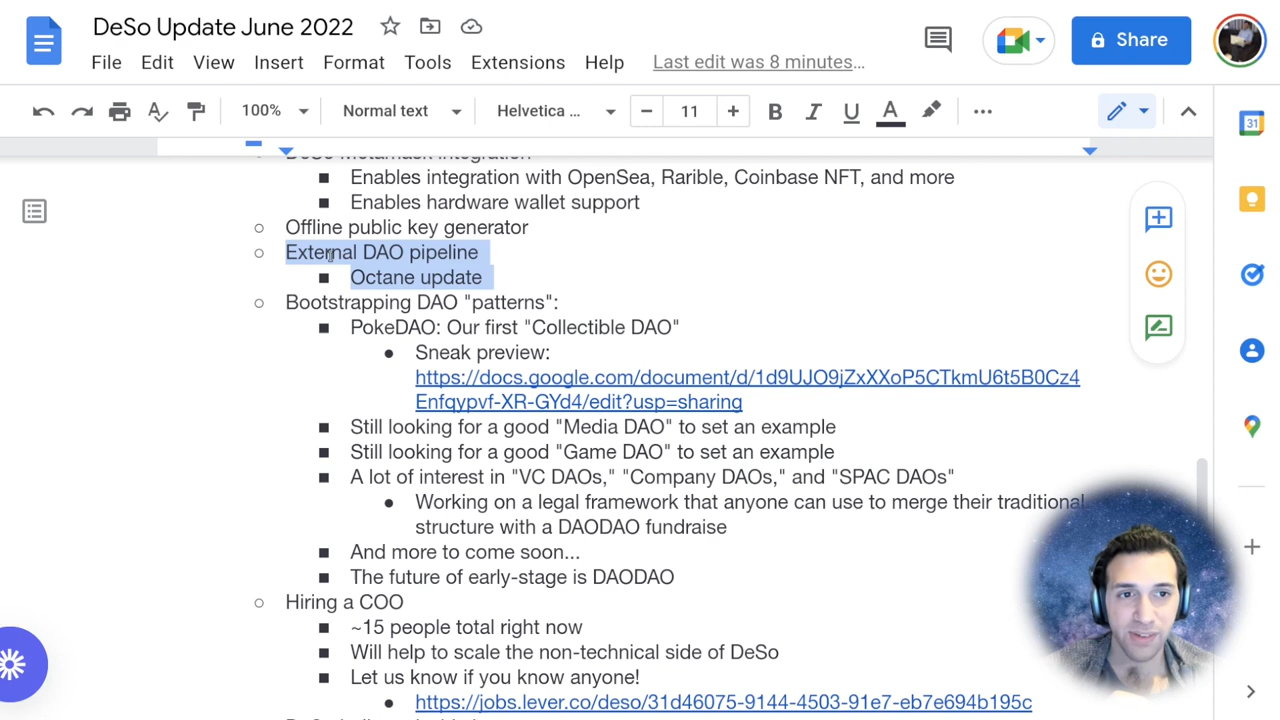 DeSo Update June 2022
File Edit View Insert Format Tools Extensions Help Last edit was 8 minutes…
Share
100% Normal text Helvetica ... 11 B I U A
31
DeSo Metamask integration
Enables integration with OpenSea, Rarible, Coinbase NFT, and more
Enables hardware wallet support
Offline public key generator
External DAO pipeline
Octane update
Bootstrapping DAO "patterns":
PokeDAO: Our first "Collectible DAO"
Sneak preview:
https://docs.google.com/document/d/1d9UJO9jZxXXoP5CTkmU6t5B0Cz4
Enfqypvf-XR-GYd4/edit?usp=sharing
Still looking for a good "Media DAO" to set an example
Still looking for a good "Game DAO" to set an example
A lot of interest in "VC DAOs," "Company DAOs," and "SPAC DAOs"
Working on a legal framework that anyone can use to merge their traditional
structure with a DAODAO fundraise
And more to come soon...
The future of early-stage is DAODAO
Hiring a COO
~15 people total right now
Will help to scale the non-technical side of DeSo
Let us know if you know anyone!
https://jobs.lever.co/deso/31d46075-9144-4503-91e7-eb7e694b195c